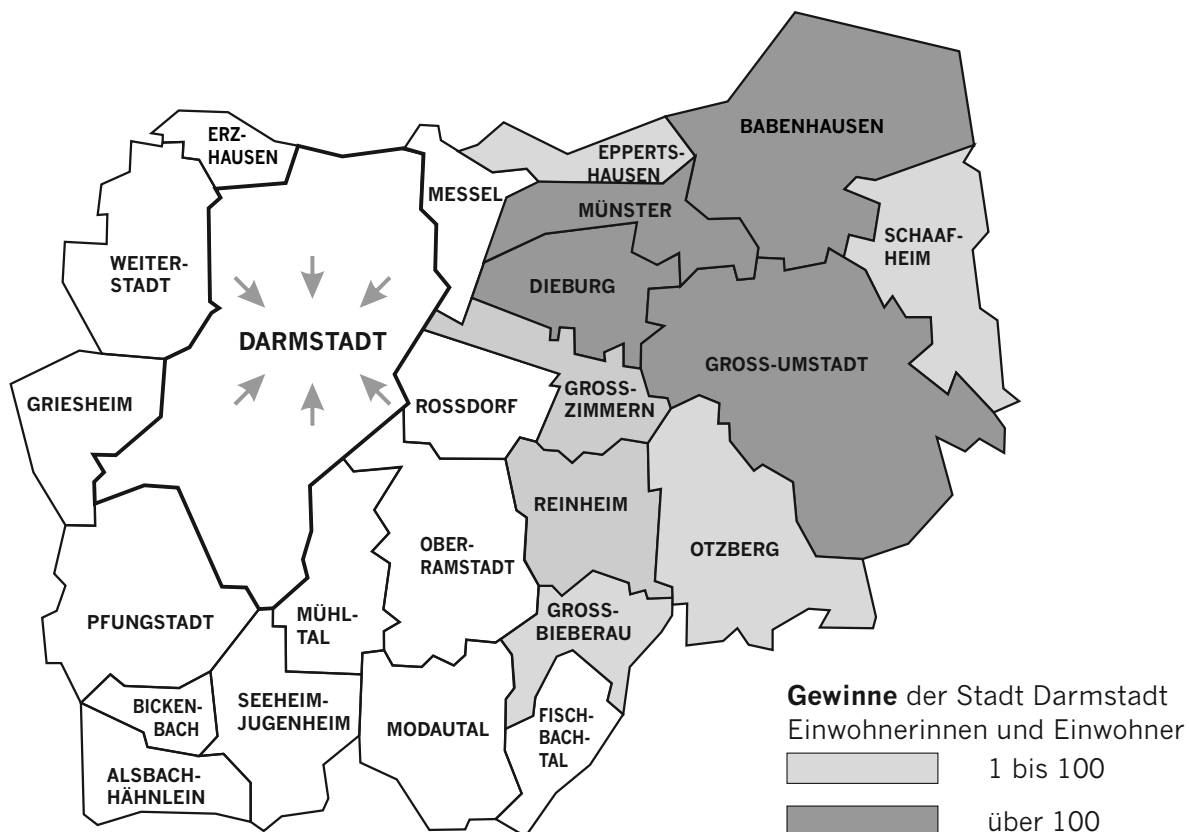 BABENHAUSEN
ERZ-
HAUSEN
EPPERTS-
HAUSEN
MESSEL
MÜNSTER
SCHAAF-
HEIM
WEITER-
STADT
DIEBURG
DARMSTADT
GROSS-UMSTADT
GRIESHEIM
ROSSDORF
GROSS-
ZIMMERN
REINHEIM
OBER-
RAMSTADT
OTZBERG
PFUNGSTADT
MÜHL-
TAL
GROSS-
BIEBERAU
BICKEN-
BACH
SEEHEIM-
JUGENHEIM
MODAUTAL
FISCH-
BACH-
TAL
ALSBACH-
HÄHNLEIN
Gewinne der Stadt Darmstadt
Einwohnerinnen und Einwohner
1 bis 100
über 100